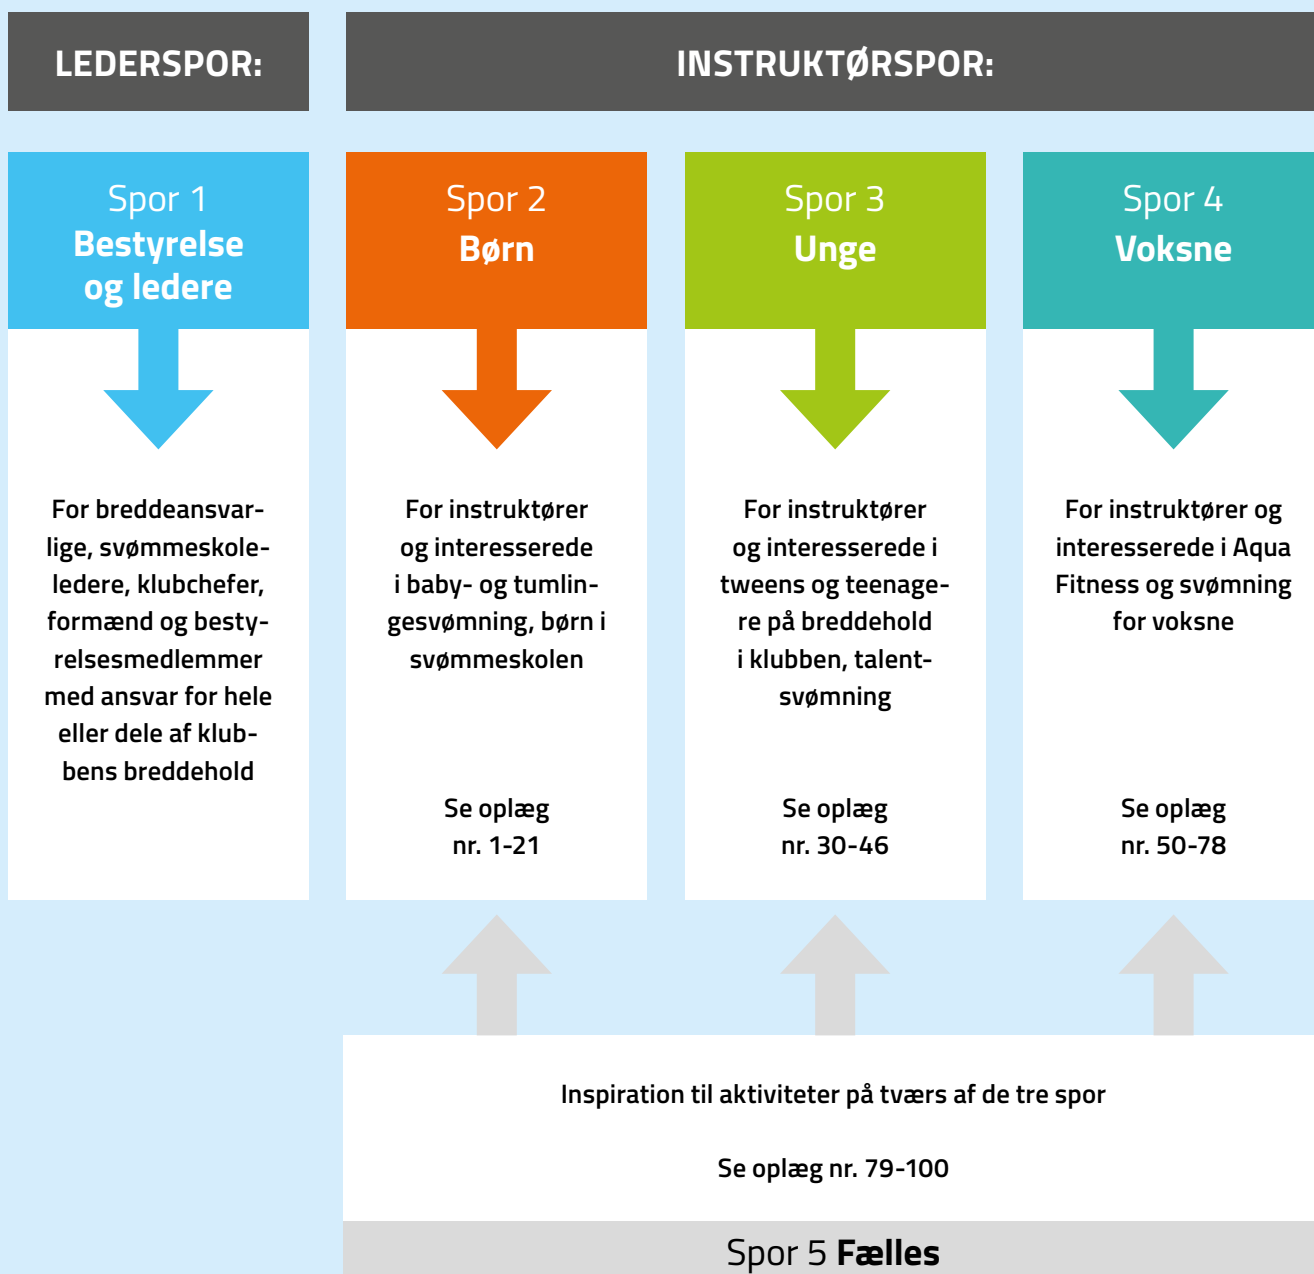 LEDERSPOR:
INSTRUKTØRSPOR:
Spor 1
Bestyrelse
og ledere
For breddeansvar-
lige, svømmeskole-
ledere, klubchefer,
formænd og besty-
relsesmedlemmer
med ansvar for hele
eller dele af klub-
bens breddehold
Spor 2
Børn
For instruktører
og interesserede
i baby- og tumlin-
gesvømning, børn i
svømmeskolen
Se oplæg
nr. 1-21
Spor 3
Unge
For instruktører
og interesserede i
tweens og teenage-
re på breddehold
i klubben, talent-
svømning
Se oplæg
nr. 30-46
Spor 4
Voksne
For instruktører og
interesserede i Aqua
Fitness og svømning
for voksne
Se oplæg
nr. 50-78
Inspiration til aktiviteter på tværs af de tre spor
Se oplæg nr. 79-100
Spor 5 Fælles